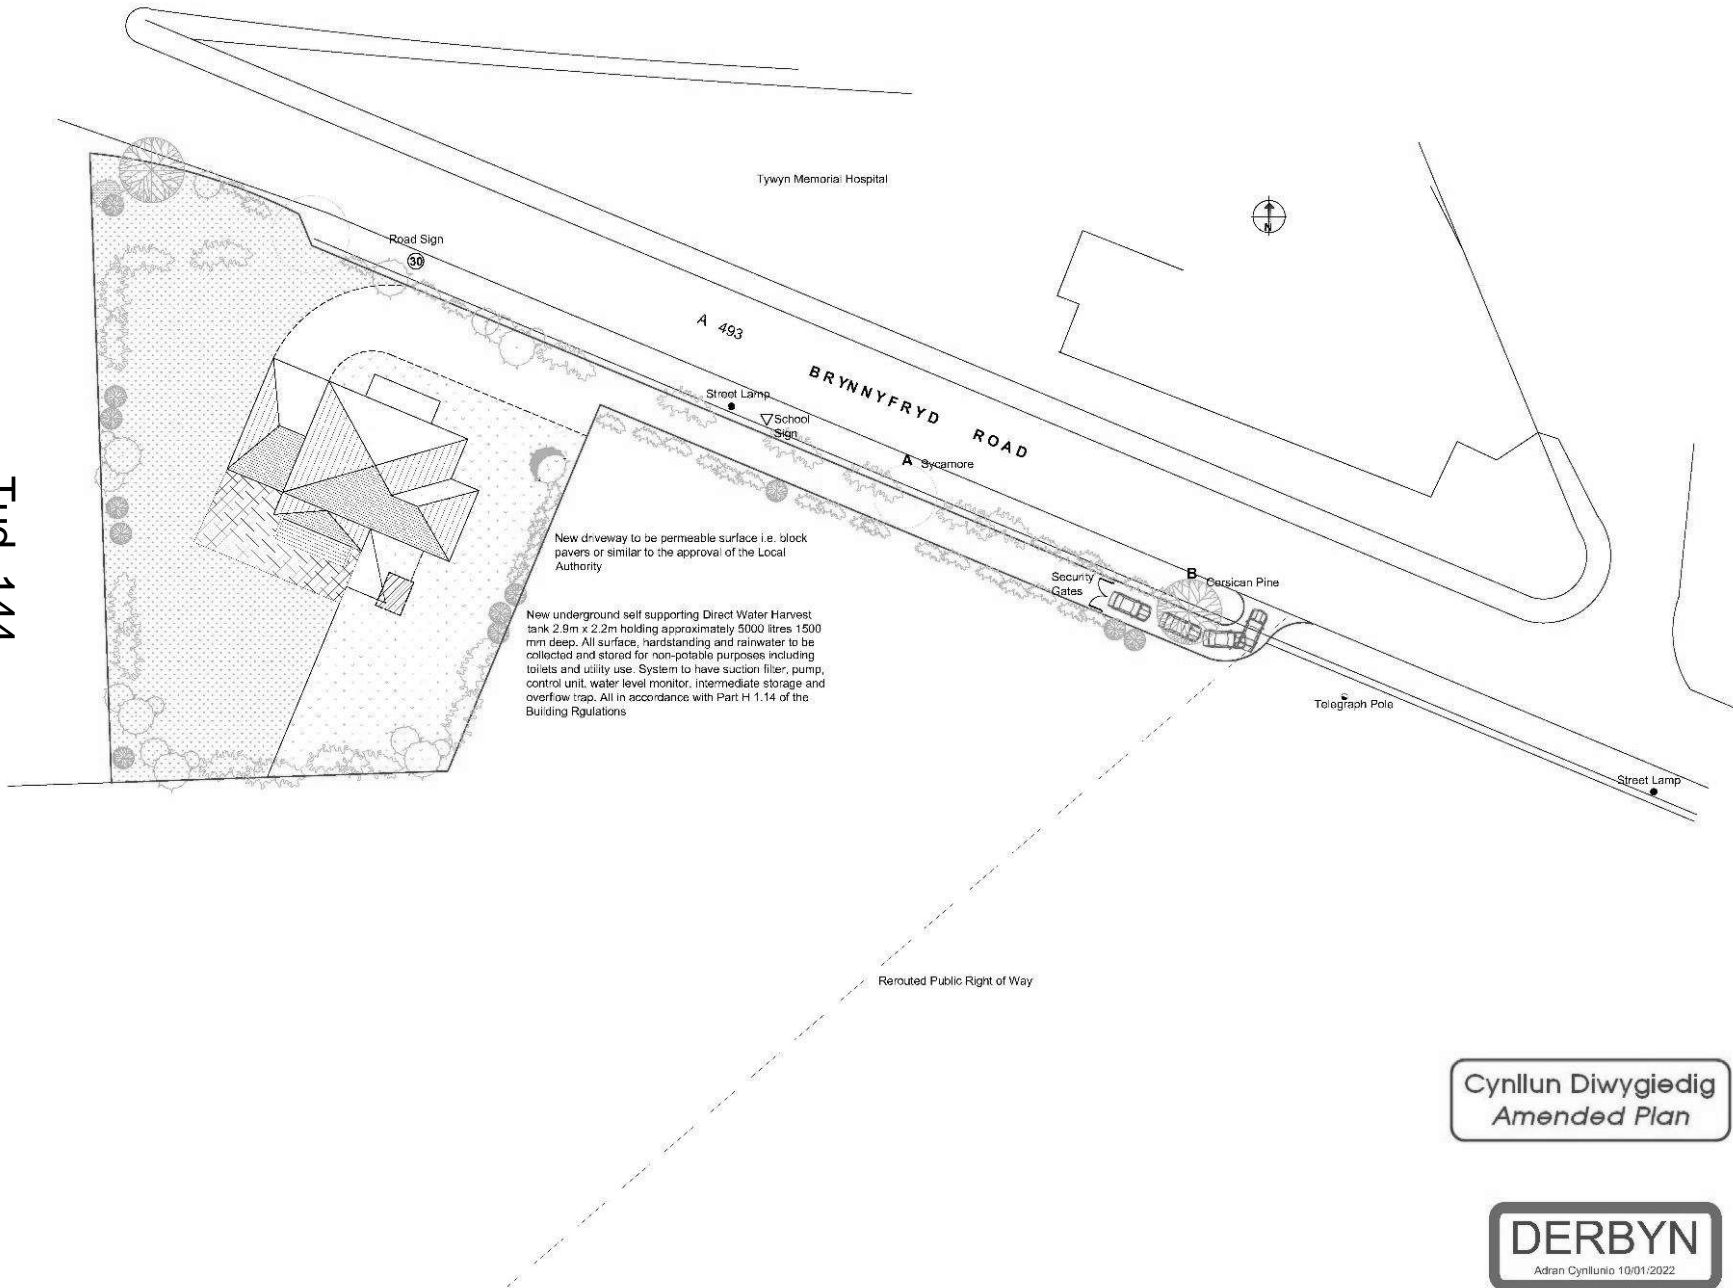 Tywyn Memorial Hospital
N
Road Sign
30
A 493
BRYNNYFRYD ROAD
Street Lamp
School
Sign
A Sycamore
New driveway to be permeable surface i.e. block
pavers or similar to the approval of the Local
Authority
Security
Gates
B
Corsican Pine
New underground self supporting Direct Water Harvest
tank 2.9m x 2.2m holding approximately 5000 litres 1500
mm deep. All surface, hardstanding and rainwater to be
collected and stored for non-potable purposes including
toilets and utility use. System to have suction filter, pump,
control unit, water level monitor, intermediate storage and
overflow trap. All in accordance with Part H 1.14 of the
Building Rgulations
Telegraph Pole
Street Lamp
Rerouted Public Right of Way
Tud. 144
Cynllun Diwygiedig
Amended Plan
DERBYN
Adran Cynllunio 10/01/2022